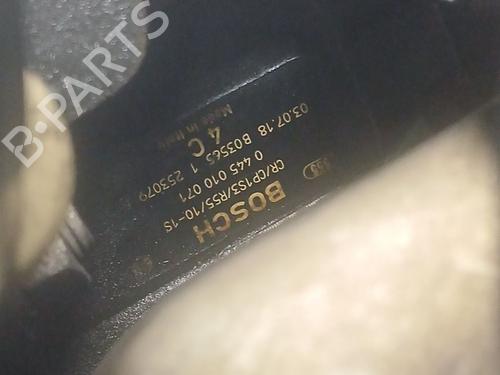 BOSCH
CR/CP1S3/R55/10-1S
0 445 010 071
03.07.18 B03565 1 253079
4 C
Made in Italy
B-PARTS